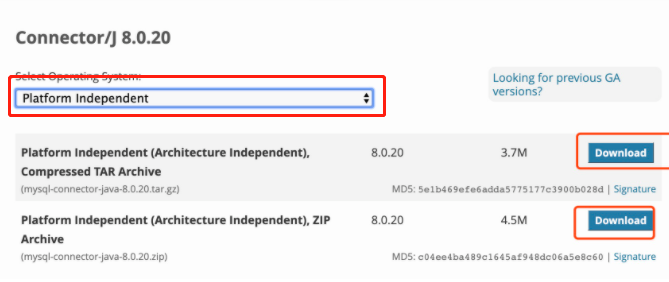 Connector/J 8.0.20
Select Operating System:
Platform Independent
Looking for previous GA
versions?
Platform Independent (Architecture Independent),
Compressed TAR Archive
8.0.20
3.7M
Download
(mysql-connector-java-8.0.20.tar.gz)
MD5: 5e1b469efe6adda5775177c3900b028d | Signature
Platform Independent (Architecture Independent), ZIP
Archive
8.0.20
4.5M
Download
(mysql-connector-java-8.0.20.zip)
MD5: c04ee4ba489c1645af948dc06a5e8c60 | Signature